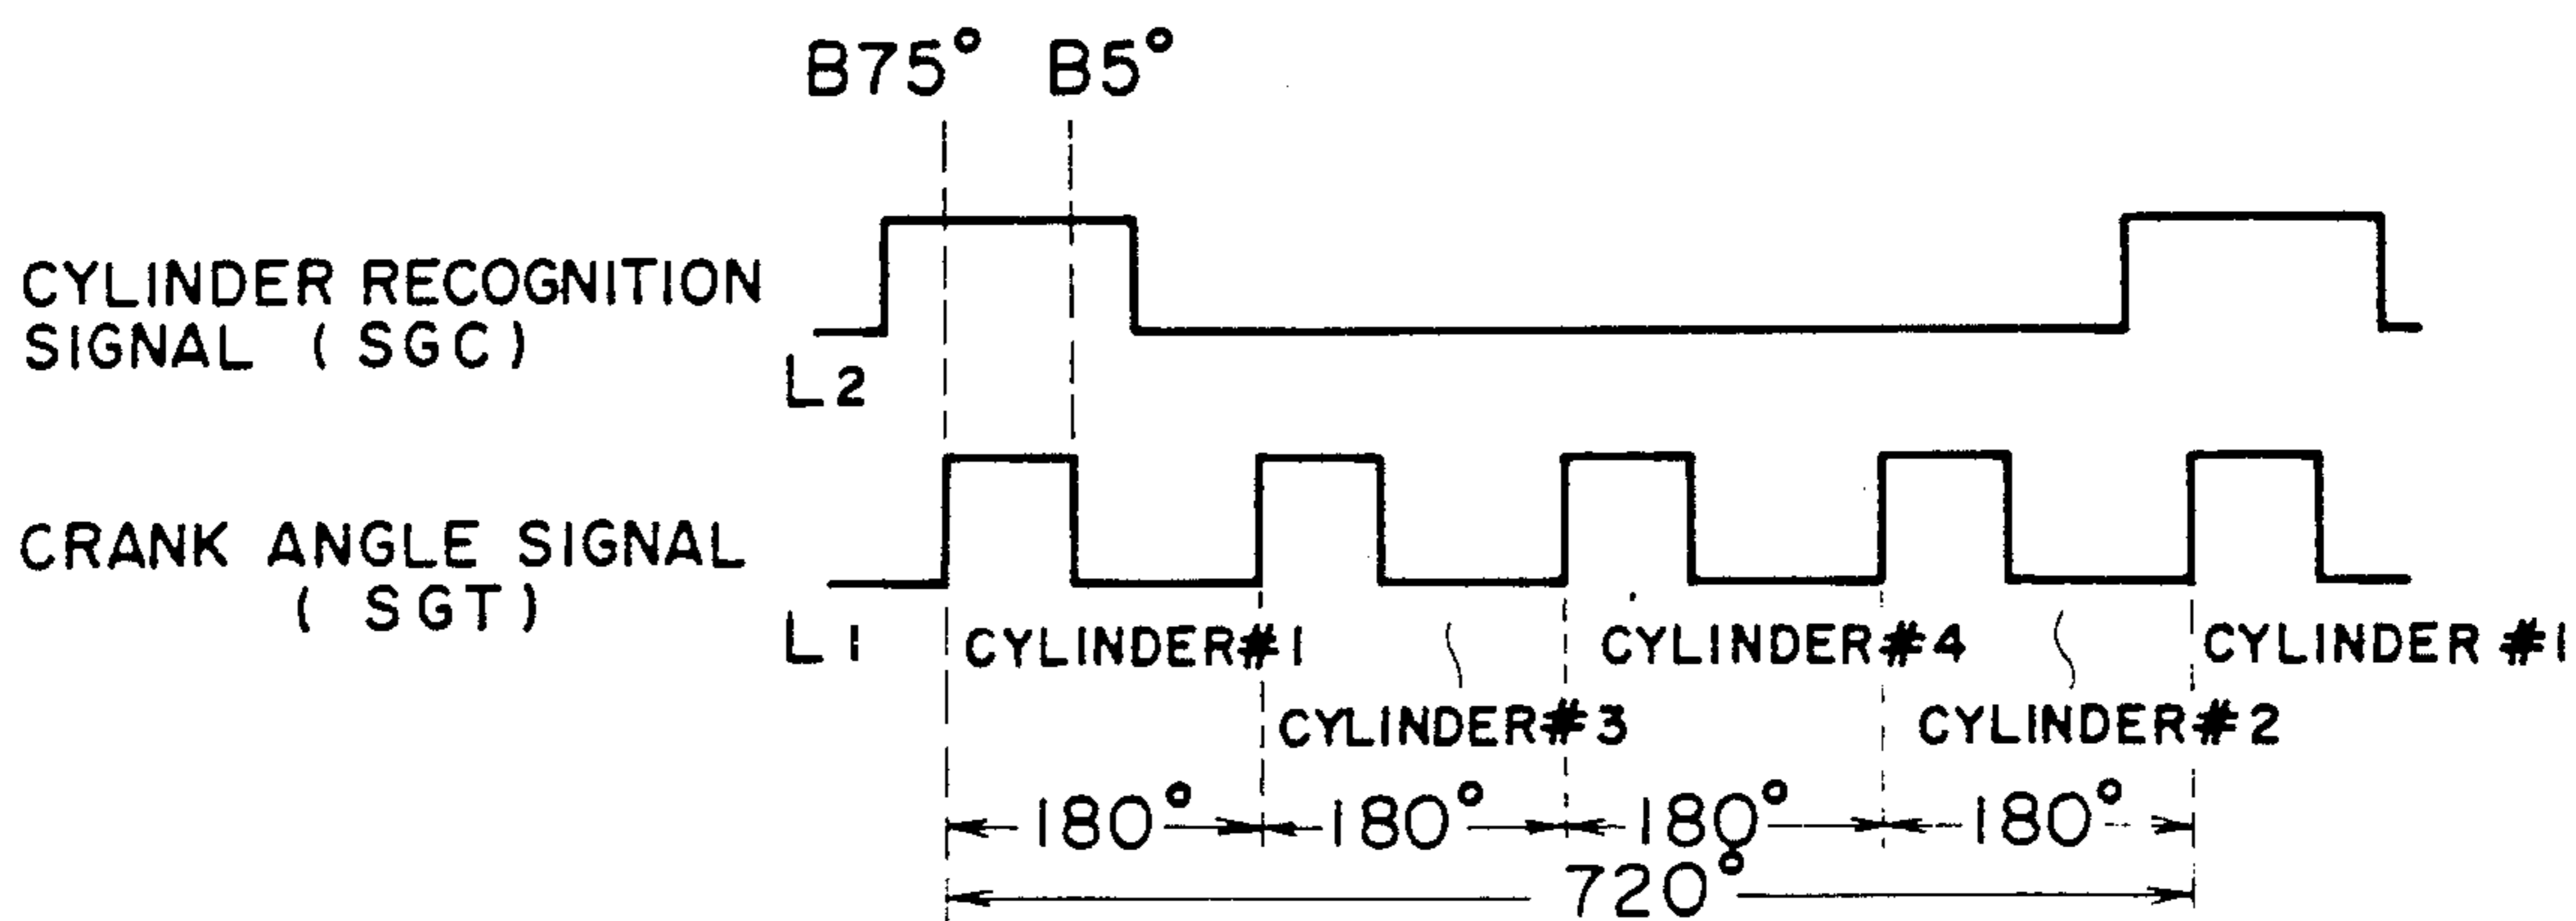 B75° B5°
CYLINDER RECOGNITION
SIGNAL ( SGC )
L2
CRANK ANGLE SIGNAL
( SGT )
L1
CYLINDER#1
CYLINDER#4
CYLINDER #1
CYLINDER#3
CYLINDER#2
180° 180° 180° 180°
720°